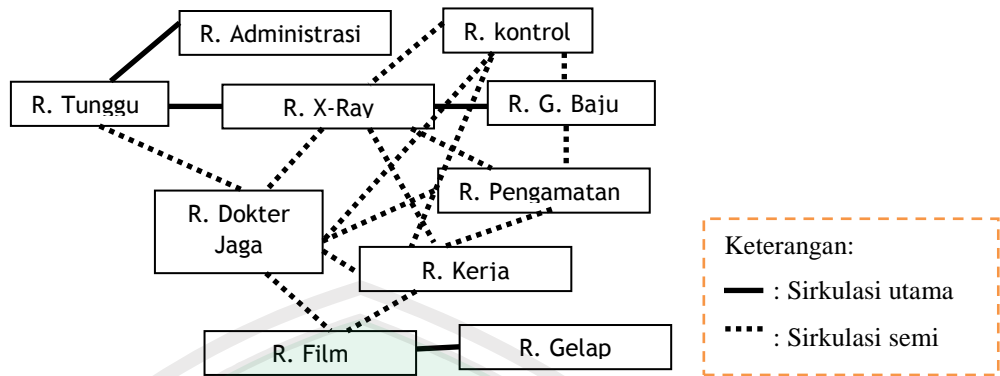 R. Administrasi
R. kontrol
R. Tunggu
R. X-Ray
R. G. Baju
R. Pengamatan
R. Dokter
Jaga
R. Kerja
R. Film
R. Gelap
Keterangan:
: Sirkulasi utama
: Sirkulasi semi